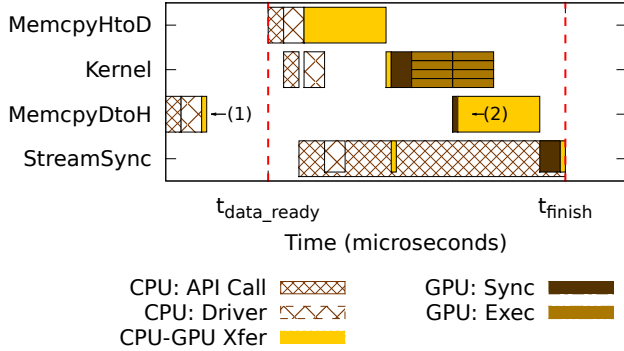 MemcpyHtoD
Kernel
MemcpyDtoH
(1)
(2)
StreamSync
t_data_ready
t_finish
Time (microseconds)
CPU: API Call
GPU: Sync
CPU: Driver
GPU: Exec
CPU-GPU Xfer